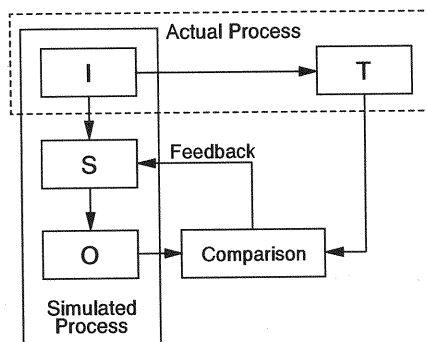 Actual Process
I
T
S
Feedback
O
Comparison
Simulated
Process